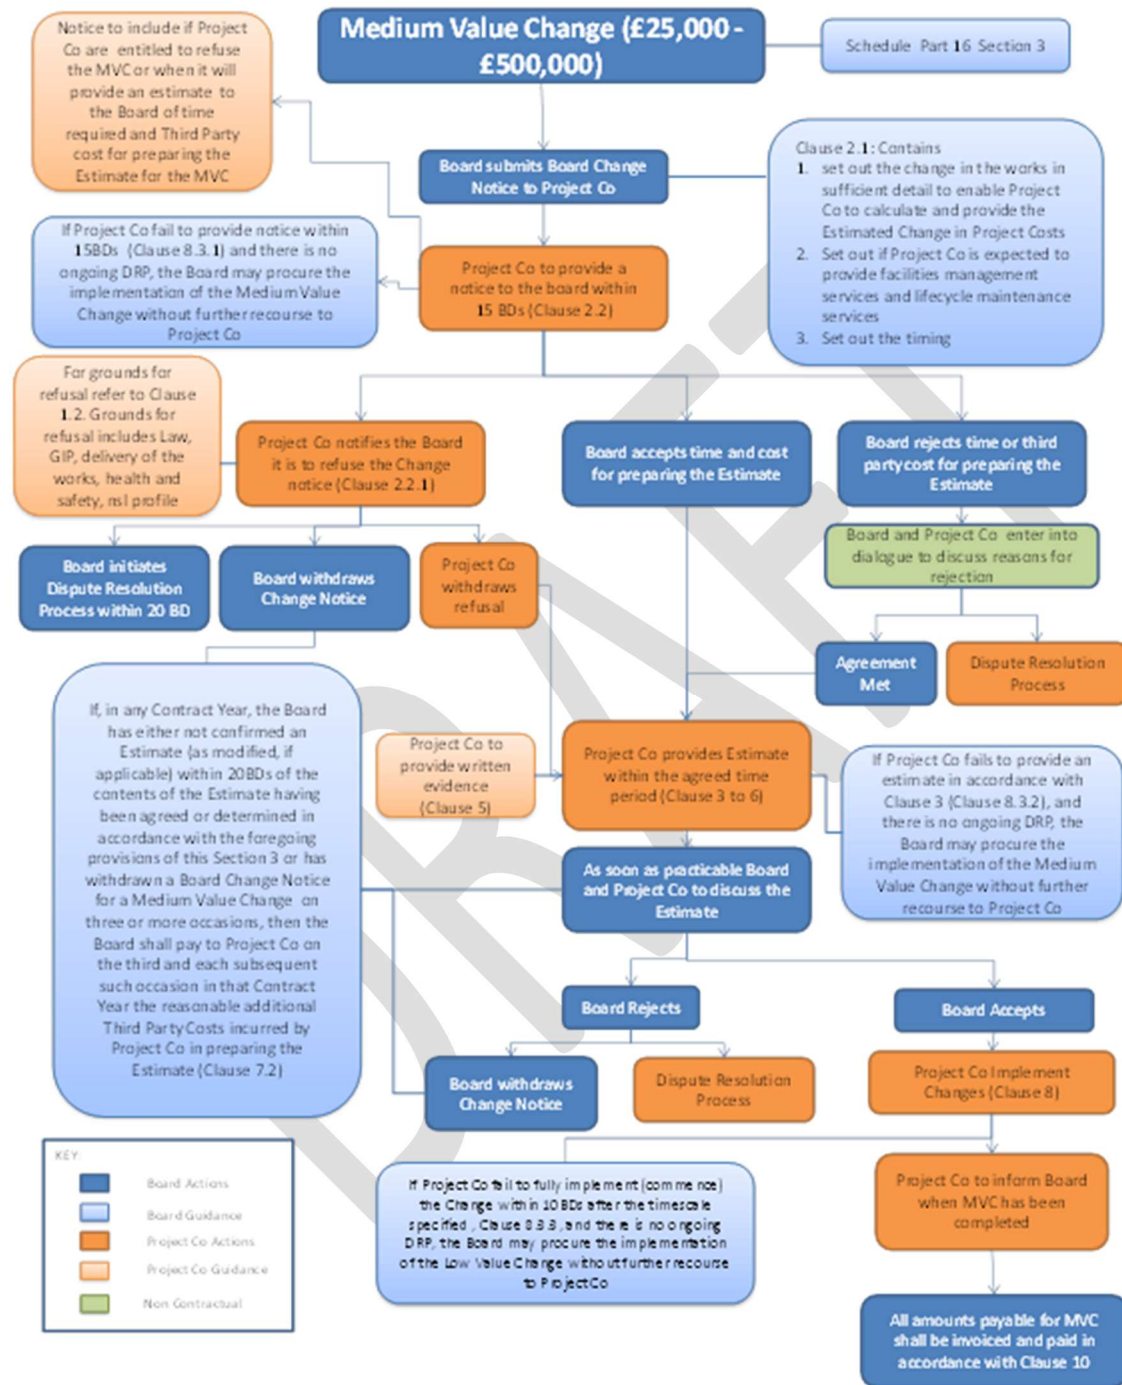 Medium Value Change (£25,000 -
£500,000)
Schedule Part 16 Section 3
Notice to include if Project
Co are entitled to refuse
the MVC or when it will
provide an estimate to
the Board of time
required and Third Party
cost for preparing the
Estimate for the MVC
Board submits Board Change
Notice to Project Co
Clause 2.1: Contains
1. set out the change in the works in
sufficient detail to enable Project
Co to calculate and provide the
Estimated Change in Project Costs
2. Set out if Project Co is expected to
provide facilities management
services and lifecycle maintenance
services
3. Set out the timing
If Project Co fail to provide notice within
15BDs (Clause 8.3.1) and there is no
ongoing DRP, the Board may procure the
implementation of the Medium Value
Change without further recourse to
Project Co
Project Co to provide a
notice to the board within
15 BDs (Clause 2.2)
For grounds for
refusal refer to Clause
1.2. Grounds for
refusal includes Law,
GIP, delivery of the
works, health and
safety, nsl profile
Project Co notifies the Board
it is to refuse the Change
notice (Clause 2.2.1)
Board accepts time and cost
for preparing the Estimate
Board rejects time or third
party cost for preparing the
Estimate
Board and Project Co enter into
dialogue to discuss reasons for
rejection
Board initiates
Dispute Resolution
Process within 20 BD
Board withdraws
Change Notice
Project Co
withdraws
refusal
Agreement
Met
Dispute Resolution
Process
If, in any Contract Year, the Board
has either not confirmed an
Estimate (as modified, if
applicable) within 20BDs of the
contents of the Estimate having
been agreed or determined in
accordance with the foregoing
provisions of this Section 3 or has
withdrawn a Board Change Notice
for a Medium Value Change on
three or more occasions, then the
Board shall pay to Project Co on
the third and each subsequent
such occasion in that Contract
Year the reasonable additional
Third Party Costs incurred by
Project Co in preparing the
Estimate (Clause 7.2)
Project Co to
provide written
evidence
(Clause 5)
Project Co provides Estimate
within the agreed time
period (Clause 3 to 6)
If Project Co fails to provide an
estimate in accordance with
Clause 3 (Clause 8.3.2), and
there is no ongoing DRP, the
Board may procure the
implementation of the Medium
Value Change without further
recourse to Project Co
As soon as practicable Board
and Project Co to discuss the
Estimate
Board Rejects
Board Accepts
Board withdraws
Change Notice
Dispute Resolution
Process
Project Co Implement
Changes (Clause 8)
If Project Co fail to fully implement (commence)
the Change within 10 BDs after the timescale
specified , Clause 8.3.3, and there is no ongoing
DRP, the Board may procure the implementation
of the Low Value Change without further recourse
to Project Co
Project Co to inform Board
when MVC has been
completed
All amounts payable for MVC
shall be invoiced and paid in
accordance with Clause 10
KEY:
Board Actions
Board Guidance
Project Co Actions
Project Co Guidance
Non Contractual
DRAFT